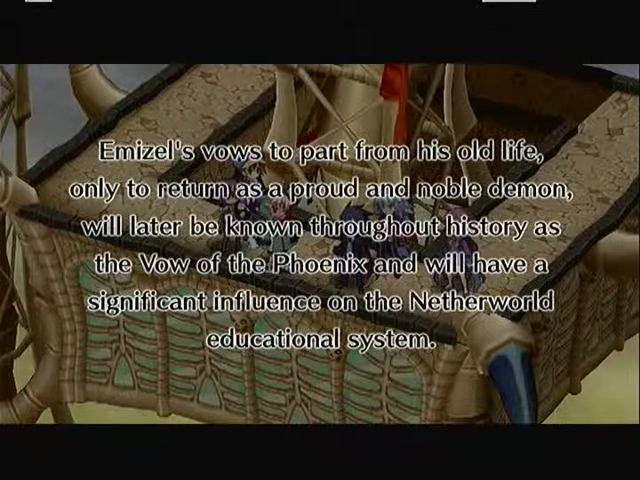 Emizel's vows to part from his old life,
only to return as a proud and noble demon,
will later be known throughout history as
the Vow of the Phoenix and will have a
significant influence on the Netherworld
educational system.